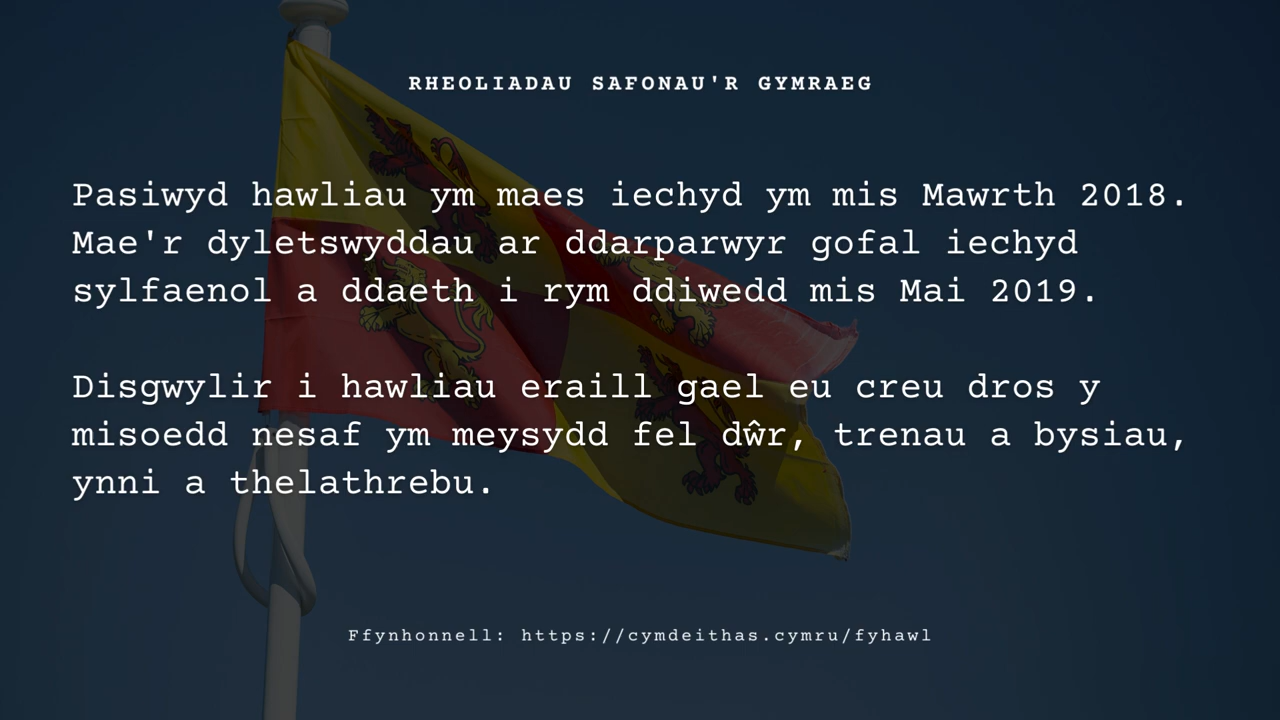 RHEOLIADAU SAFONAU'R GYMRAEG
Pasiwyd hawliau ym maes iechyd ym mis Mawrth 2018.
Mae'r dyletswyddau ar ddarparwyr gofal iechyd
sylfaenol a ddaeth i rym ddiwedd mis Mai 2019.
Disgwylir i hawliau eraill gael eu creu dros y
misoedd nesaf ym meysydd fel dŵr, trenau a bysiau,
ynni a thelathrebu.
Ffynhonnell: https://cymdeithas.cymru/fyhawl